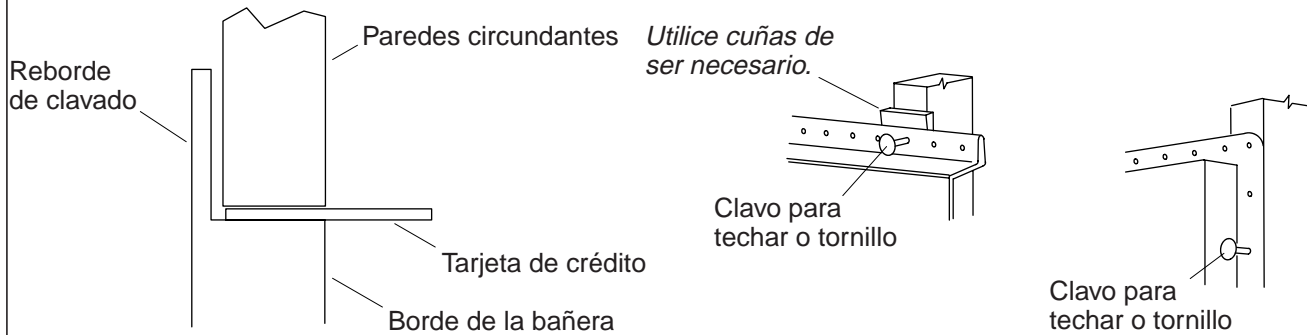 Paredes circundantes
Utilice cuñas de
ser necesario.
Reborde
de clavado
Clavo para
techar o tornillo
Tarjeta de crédito
Clavo para
techar o tornillo
Borde de la bañera